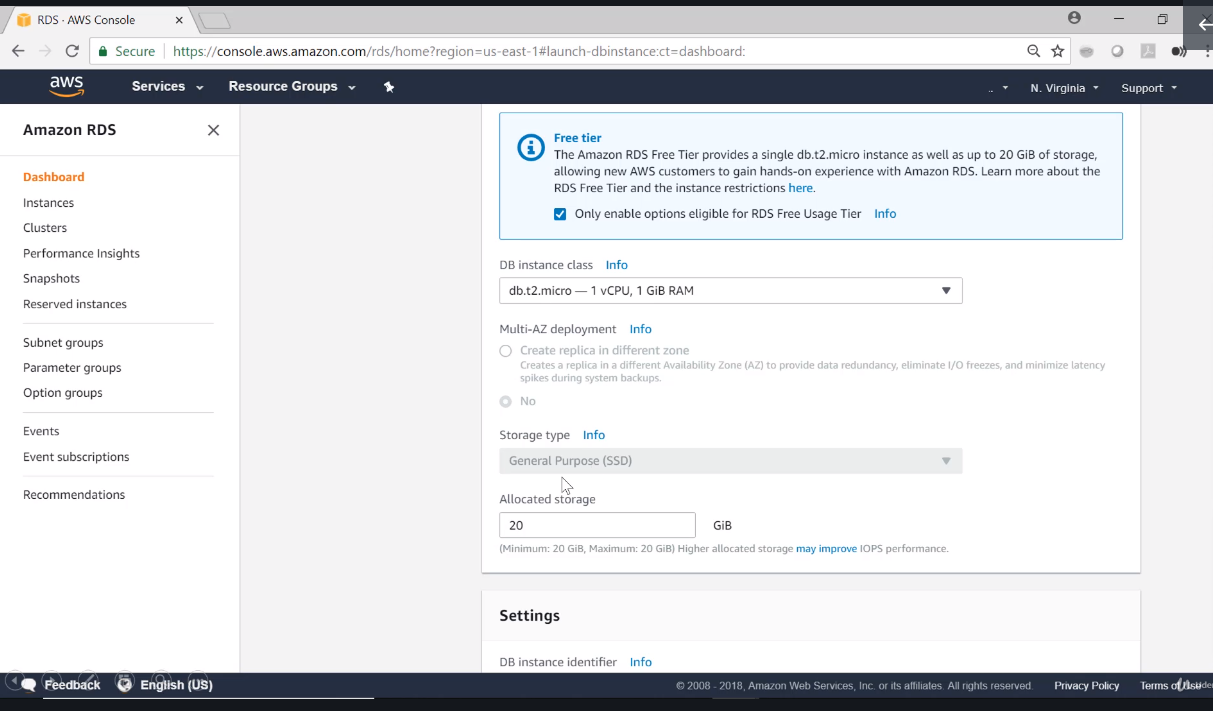 RDS · AWS Console
Secure
https://console.aws.amazon.com/rds/home?region=us-east-1#launch-dbinstance:ct=dashboard:
aws
Services
Resource Groups
..
N. Virginia
Support
Amazon RDS
Dashboard
Instances
Clusters
Performance Insights
Snapshots
Reserved instances
Subnet groups
Parameter groups
Option groups
Events
Event subscriptions
Recommendations
Free tier
The Amazon RDS Free Tier provides a single db.t2.micro instance as well as up to 20 GiB of storage,
allowing new AWS customers to gain hands-on experience with Amazon RDS. Learn more about the
RDS Free Tier and the instance restrictions here.
Only enable options eligible for RDS Free Usage Tier Info
DB instance class Info
db.t2.micro — 1 vCPU, 1 GiB RAM
Multi-AZ deployment Info
Create replica in different zone
Creates a replica in a different Availability Zone (AZ) to provide data redundancy, eliminate I/O freezes, and minimize latency
spikes during system backups.
No
Storage type Info
General Purpose (SSD)
Allocated storage
20 GiB
(Minimum: 20 GiB, Maximum: 20 GiB) Higher allocated storage may improve IOPS performance.
Settings
DB instance identifier Info
Feedback
English (US)
© 2008 - 2018, Amazon Web Services, Inc. or its affiliates. All rights reserved.
Privacy Policy
Terms of Use